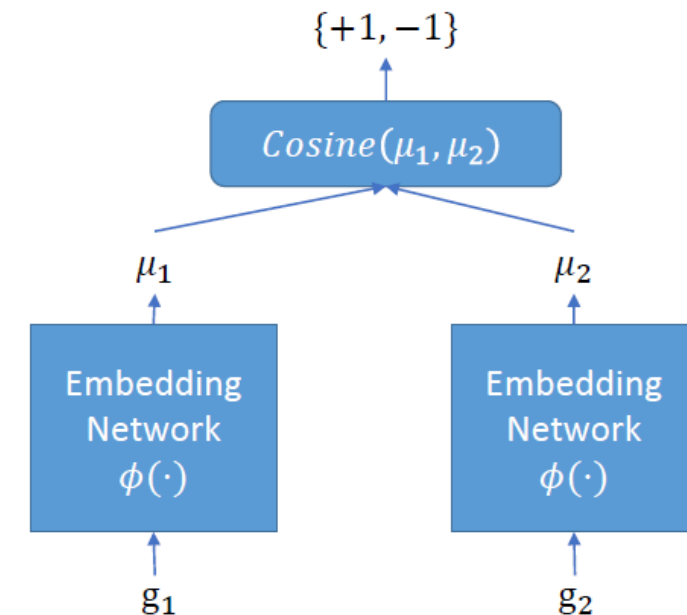 {+1, −1}
Cosine(μ₁, μ₂)
μ₁
μ₂
Embedding
Network
ϕ(·)
Embedding
Network
ϕ(·)
g₁
g₂